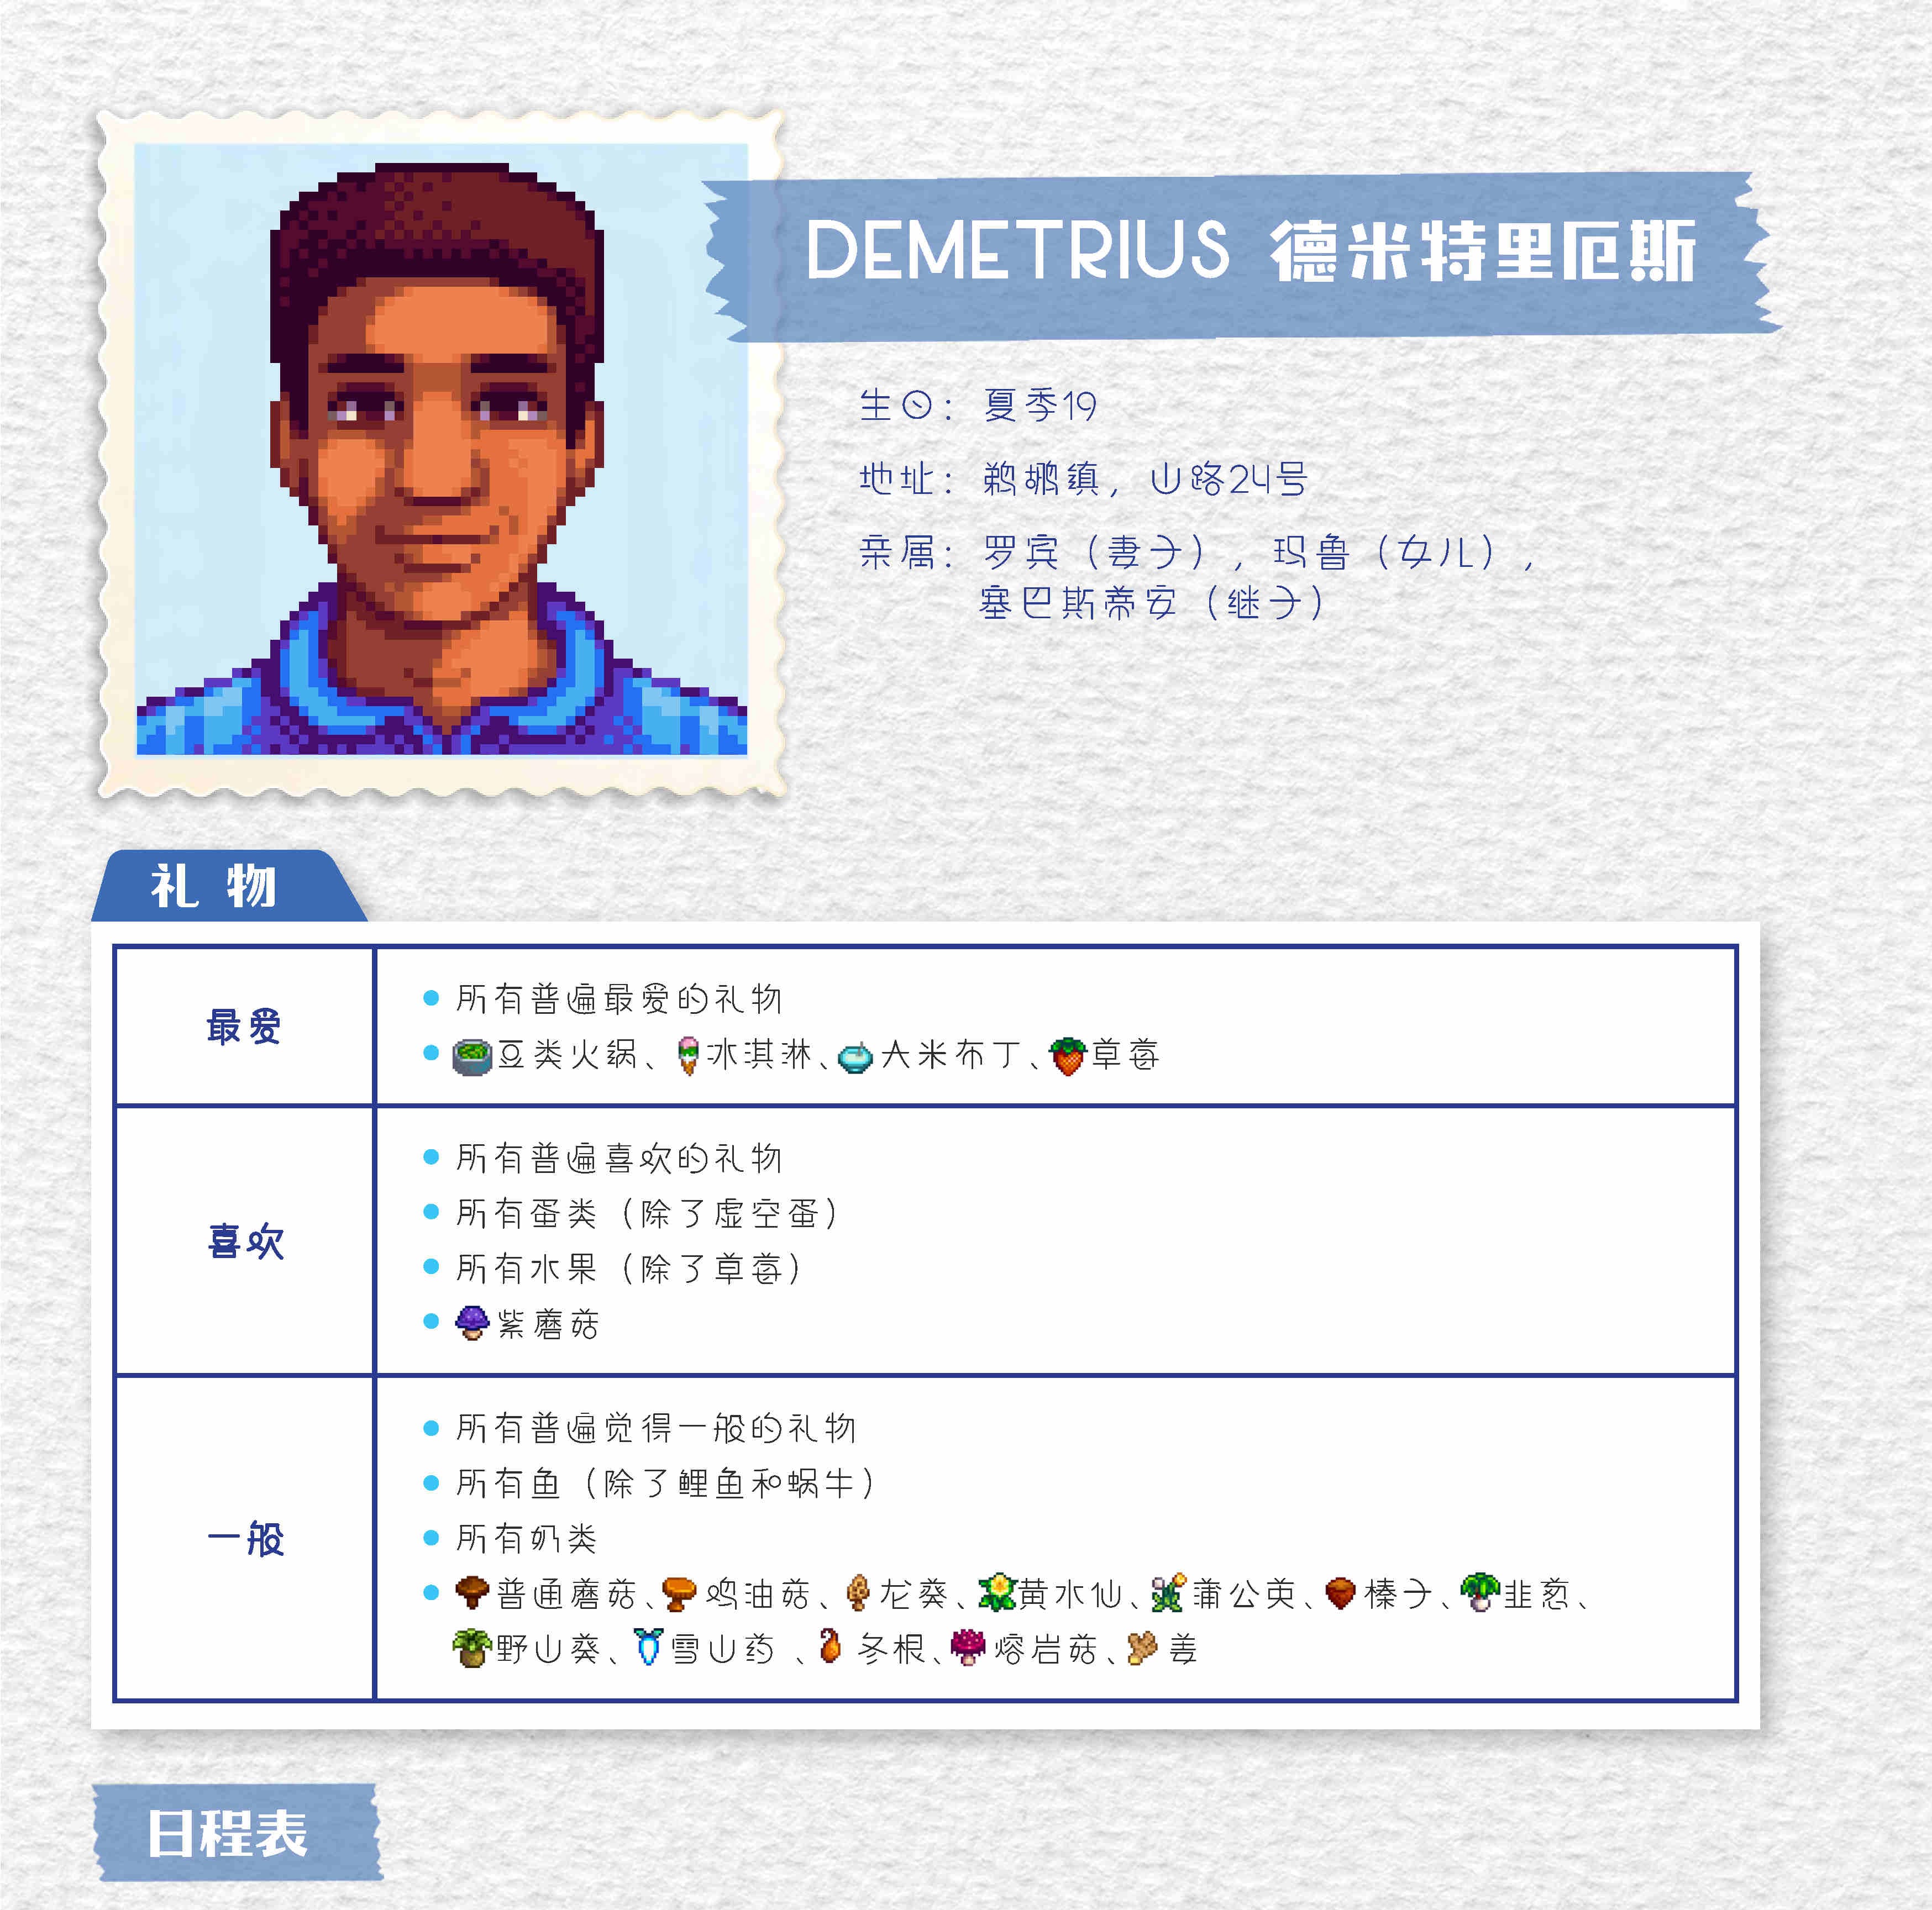 DEMETRIUS 德米特里厄斯
生日：夏季19
地址：鹈鹕镇，山路24号
亲属：罗宾（妻子），玛鲁（女儿），
塞巴斯蒂安（继子）
礼物
最爱
●所有普遍最爱的礼物
●豆类火锅、冰淇淋、大米布丁、草莓
喜欢
●所有普遍喜欢的礼物
●所有蛋类（除了虚空蛋）
●所有水果（除了草莓）
●紫蘑菇
一般
●所有普遍觉得一般的礼物
●所有鱼（除了鲤鱼和蜗牛）
●所有奶类
●普通蘑菇、鸡油菇、龙葵、黄水仙、蒲公英、榛子、韭葱、
野山葵、雪山药、冬根、熔岩菇、姜
日程表